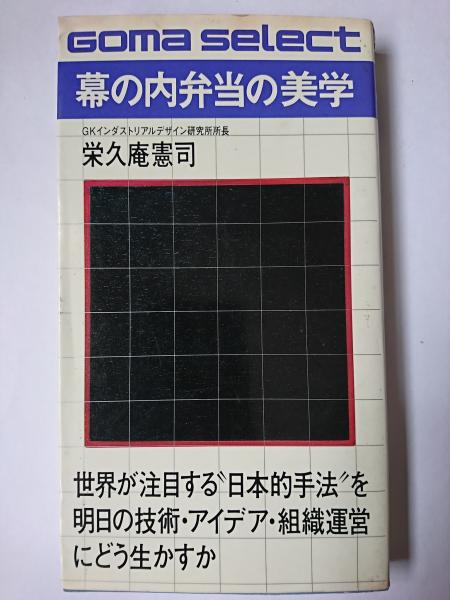 Goma select
幕の内弁当の美学
GKインダストリアルデザイン研究所所長
栄久庵憲司
世界が注目する〝日本的手法〟を
明日の技術・アイデア・組織運営
にどう生かすか